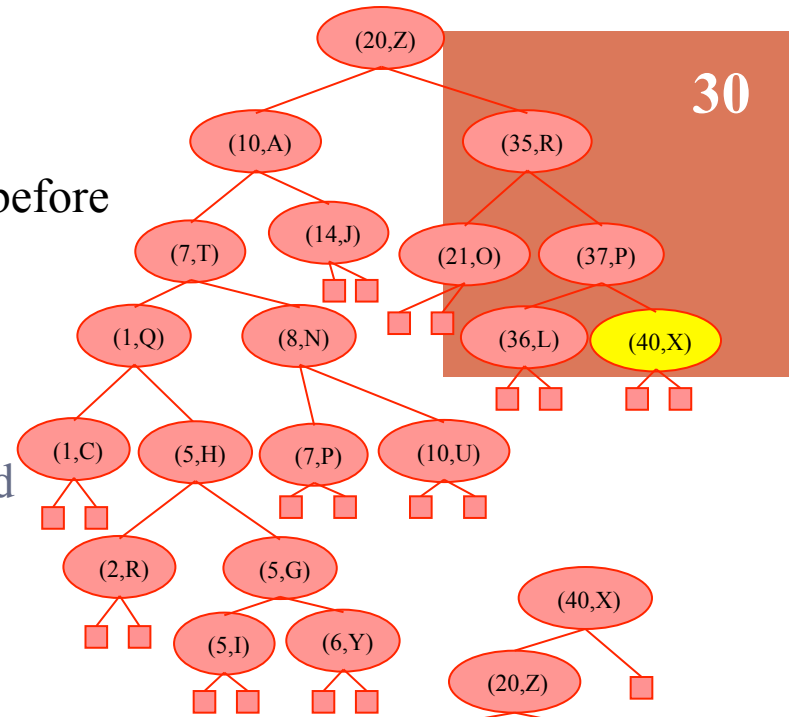 (20,Z)
30
(10,A) (35,R)
before
(7,T) (14,J) (21,O) (37,P)
(1,Q) (8,N) (36,L) (40,X)
(1,C) (5,H) (7,P) (10,U)
(2,R) (5,G)
(40,X)
(5,I) (6,Y)
(20,Z)